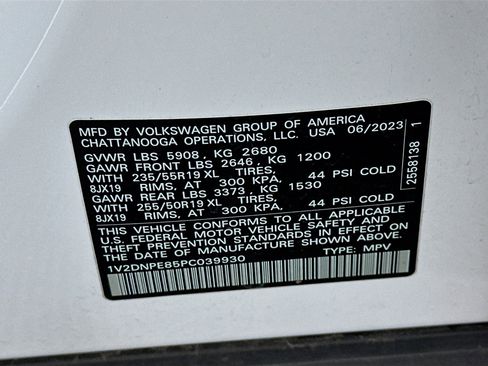 MFD BY VOLKSWAGEN GROUP OF AMERICA
CHATTANOOGA OPERATIONS, LLC. USA 06/2023
GVWR LBS 5908, KG 2680
GAWR FRONT LBS 2646, KG 1200
WITH 235/55R19 XL TIRES,
8JX19 RIMS, AT 300 KPA, 44 PSI COLD
GAWR REAR LBS 3373, KG 1530
WITH 255/50R19 XL TIRES,
8JX19 RIMS, AT 300 KPA, 44 PSI COLD
THIS VEHICLE CONFORMS TO ALL APPLICABLE
U.S. FEDERAL MOTOR VEHICLE SAFETY AND
THEFT PREVENTION STANDARDS IN EFFECT ON
THE DATE OF MANUFACTURE SHOWN ABOVE.
1V2DNPE85PC039930 TYPE: MPV
2558138 1